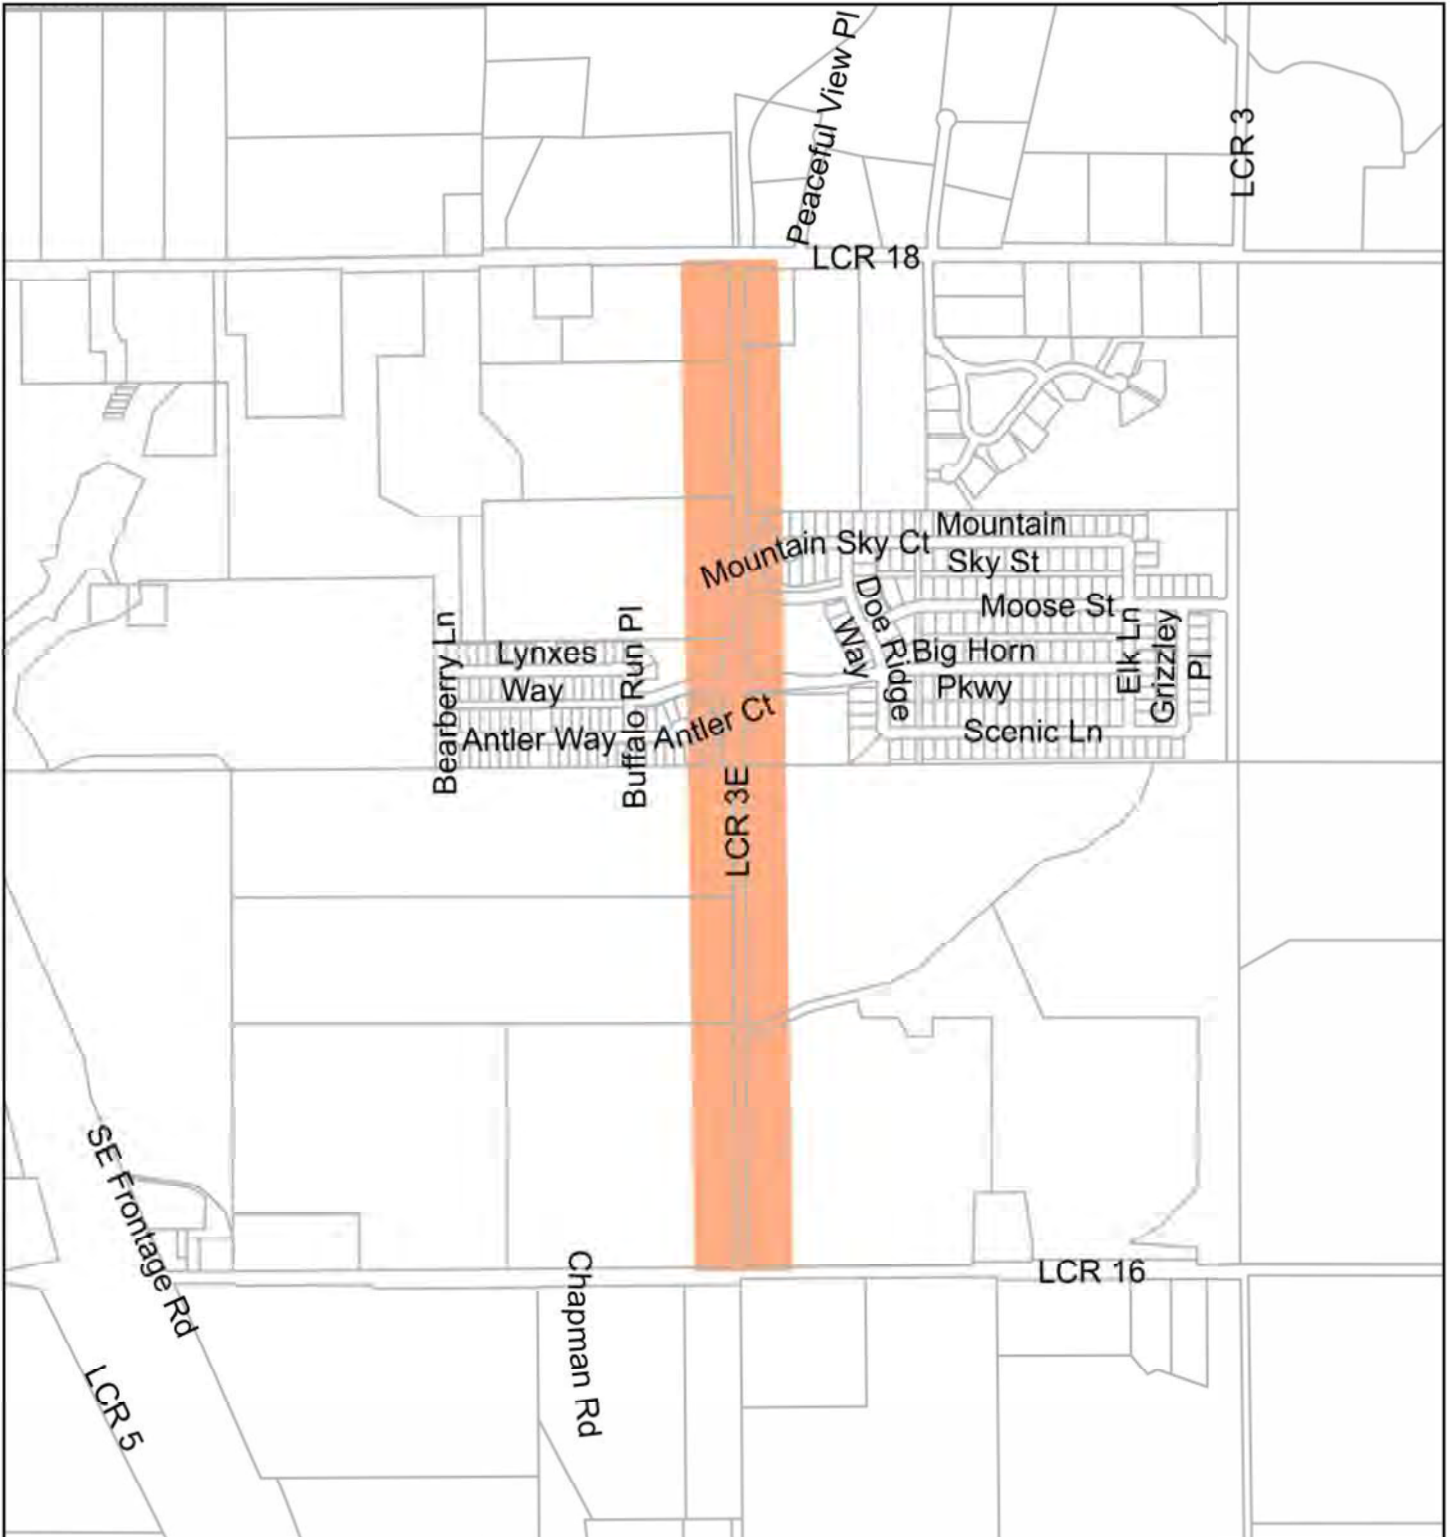 Peaceful View Pl
LCR 3
LCR 18
Mountain Sky Ct
Mountain
Sky St
Doe Ridge
Way
Moose St
Big Horn
Pkwy
Elk Ln
Grizzley
Pl
Scenic Ln
Bearberry Ln
Lynxes
Way
Buffalo Run Pl
Antler Way
Antler Ct
LCR 3E
SE Frontage Rd
LCR 5
Chapman Rd
LCR 16